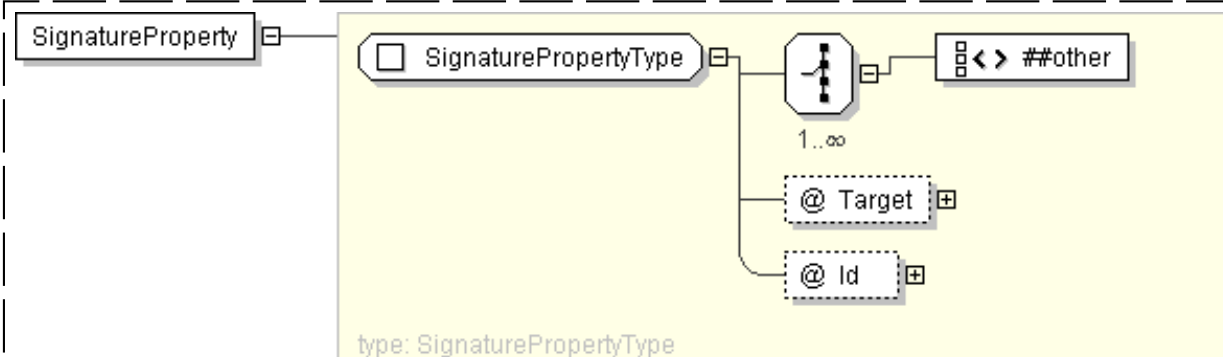 SignatureProperty
SignaturePropertyType
##other
1..∞
@ Target
@ Id
type: SignaturePropertyType